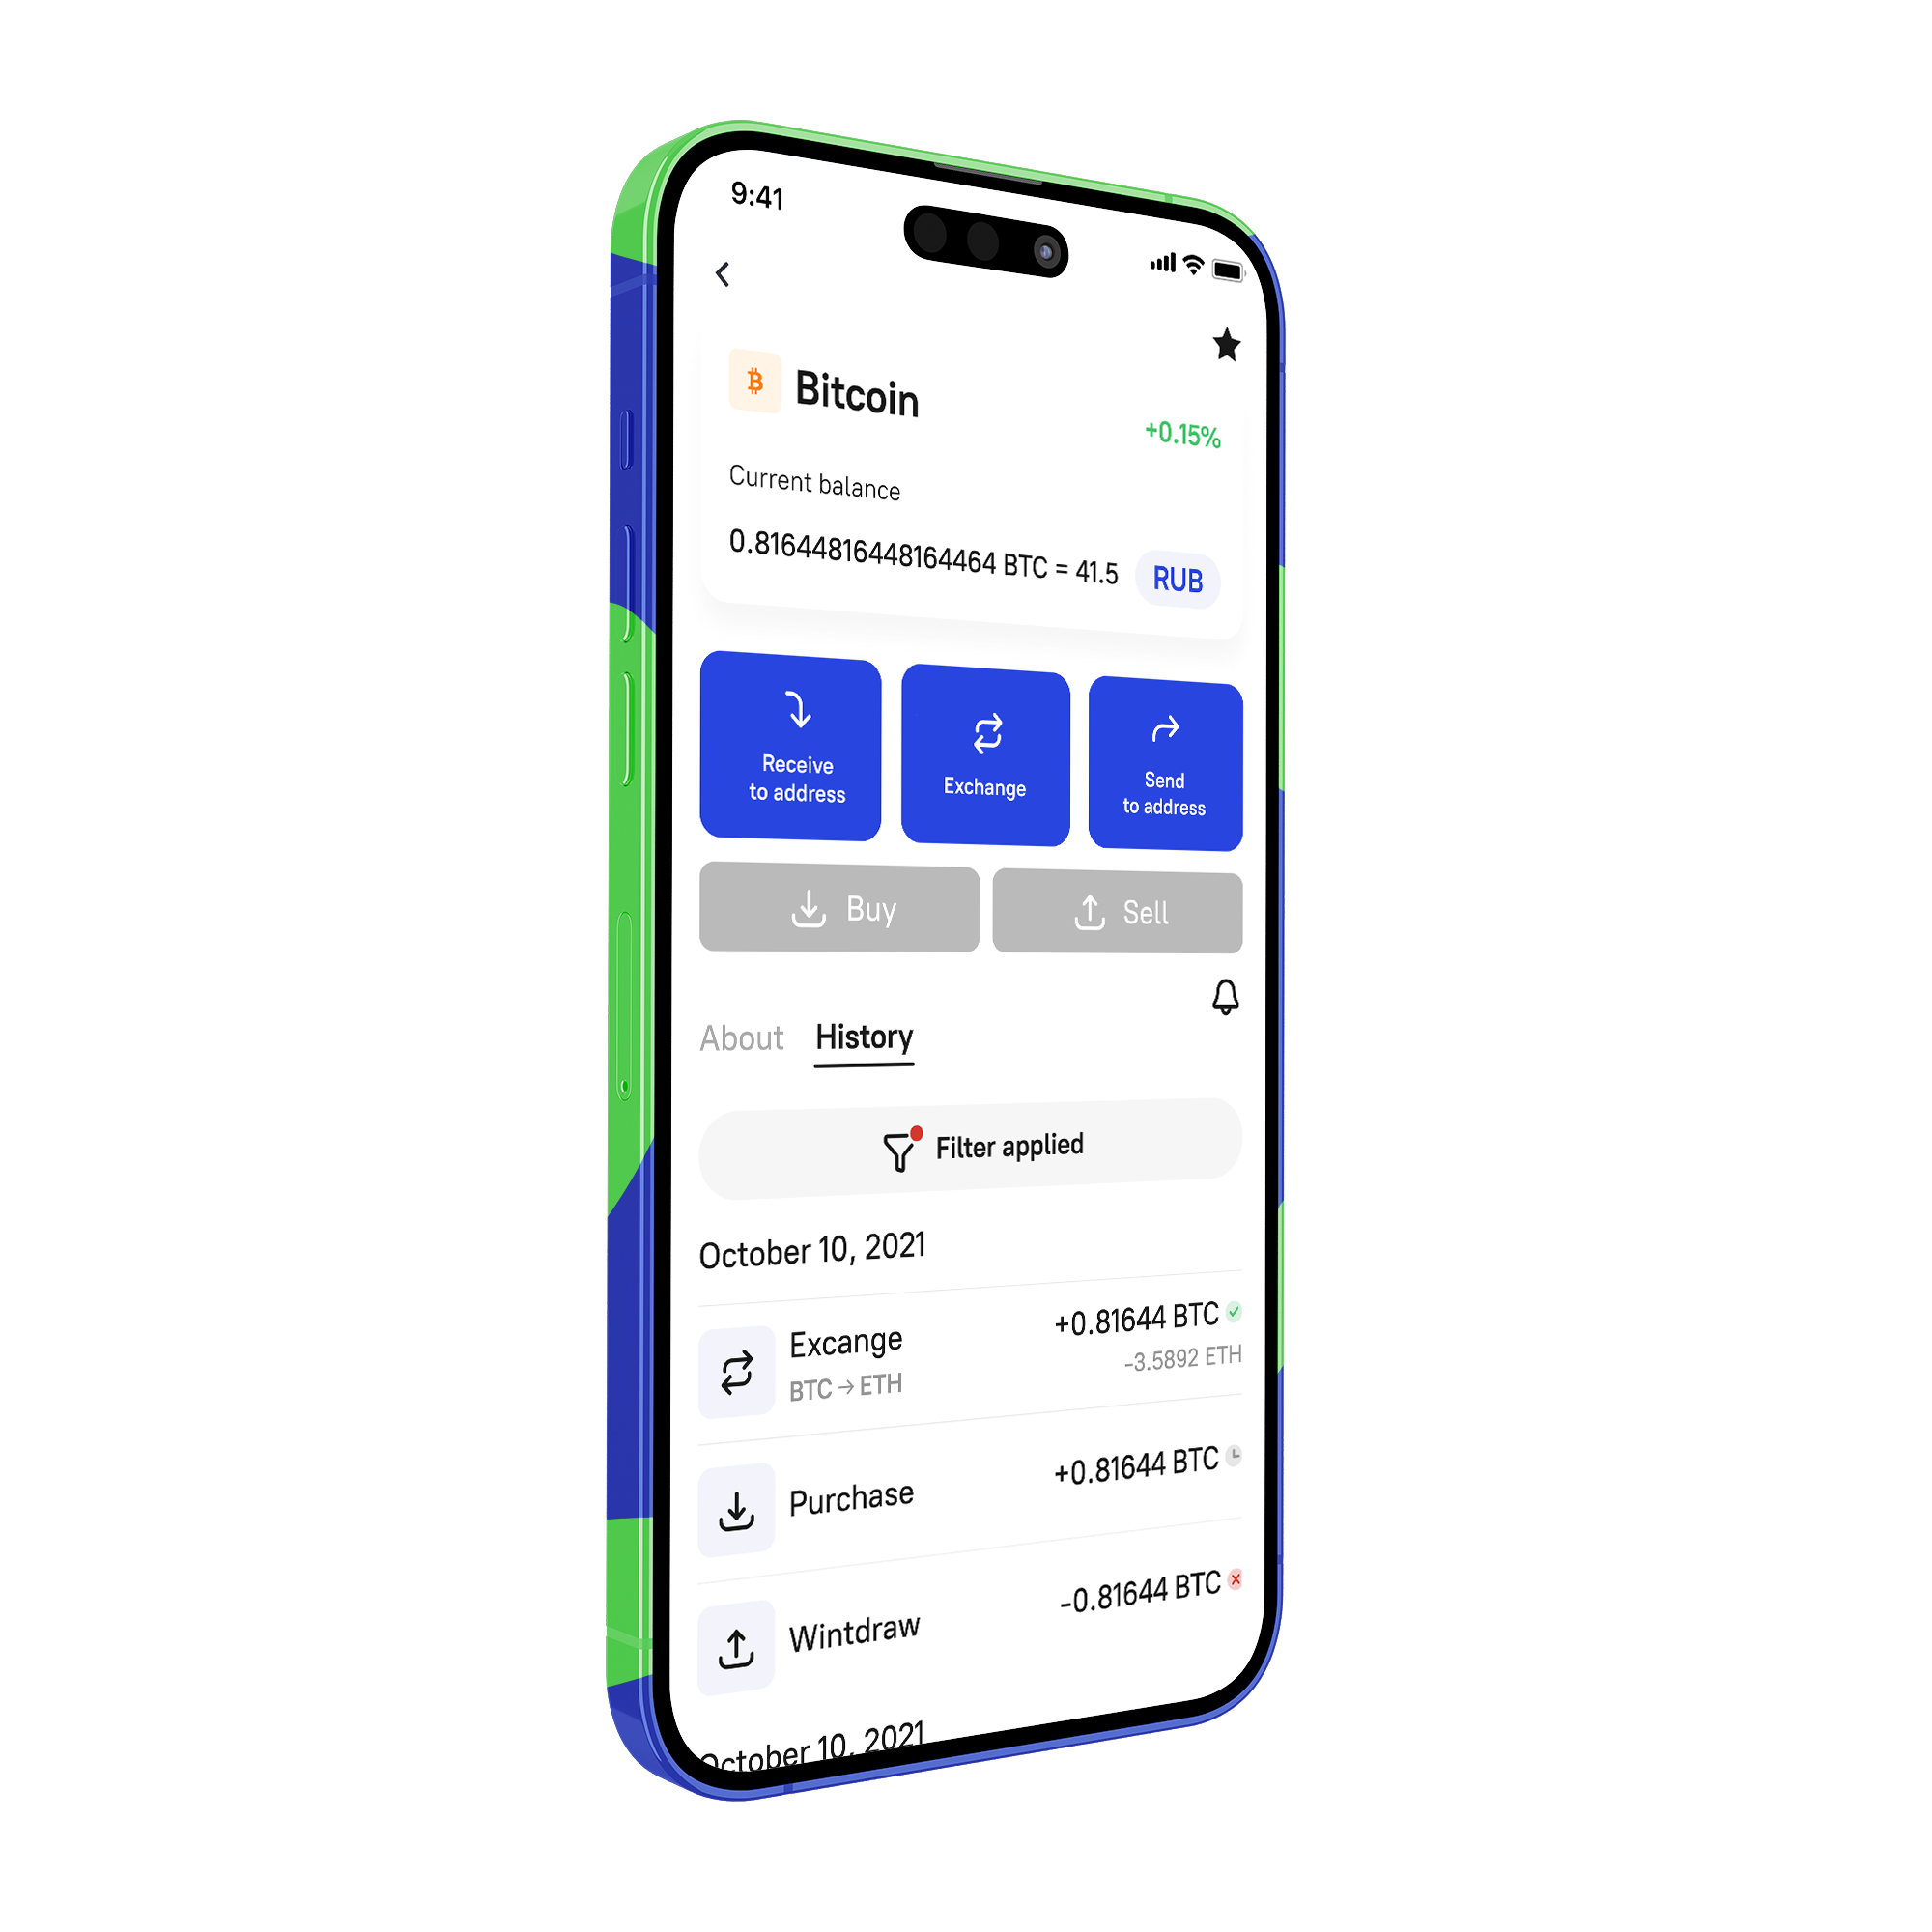 9:41
Bitcoin
+0.15%
Current balance
0.81644816448164464 BTC = 41.5 RUB
Receive
to address
Exchange
Send
to address
Buy
Sell
About
History
Filter applied
October 10, 2021
Excange
+0.81644 BTC
BTC → ETH
-3.5892 ETH
Purchase
+0.81644 BTC
Wintdraw
-0.81644 BTC
October 10, 2021